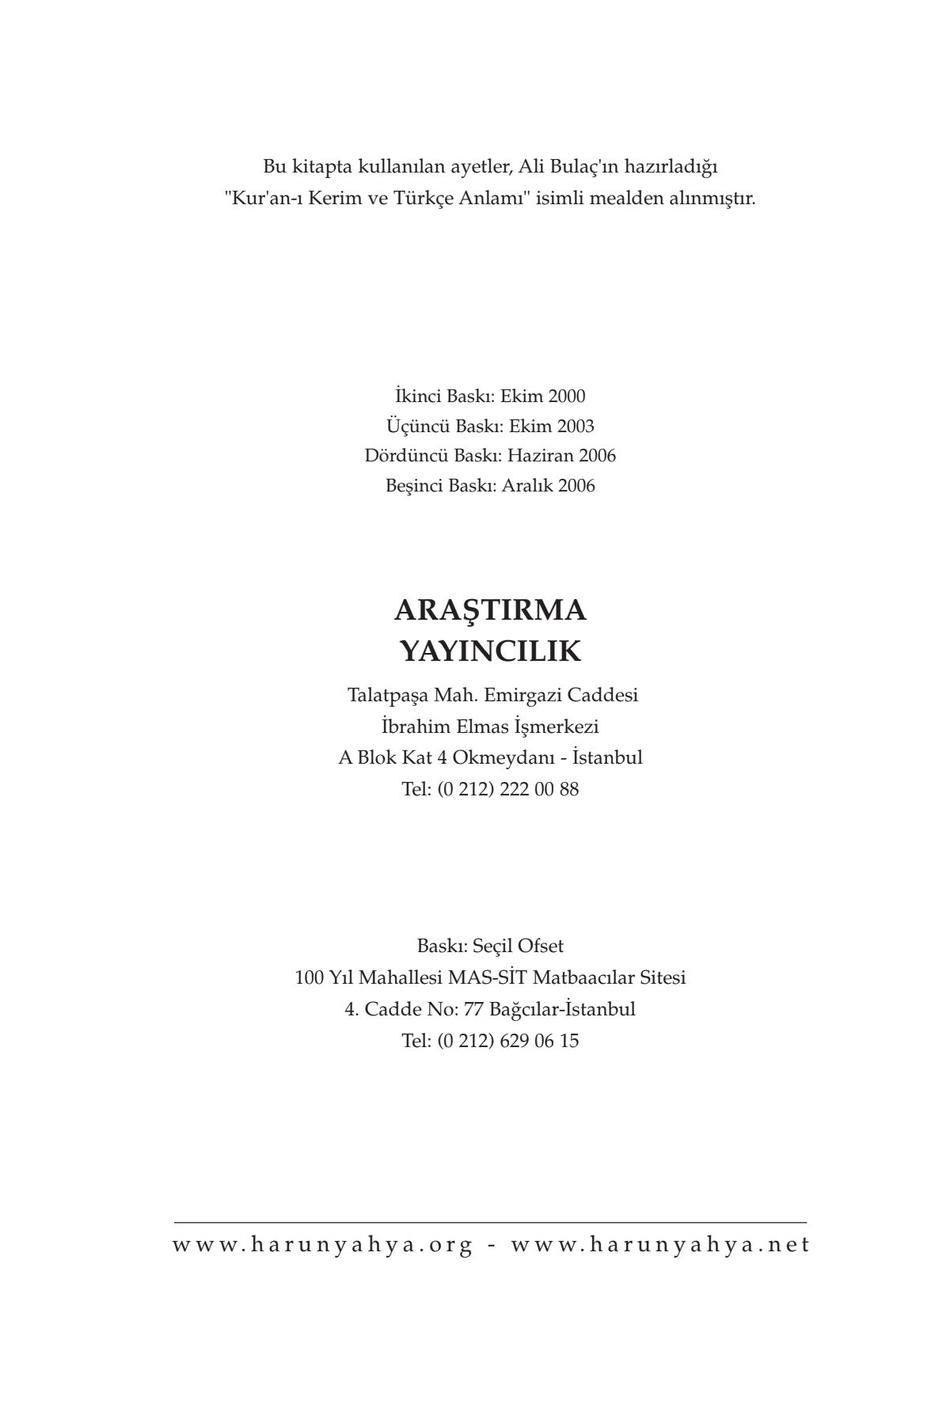 Bu kitapta kullanılan ayetler, Ali Bulaç'ın hazırladığı
"Kur'an-ı Kerim ve Türkçe Anlamı" isimli mealden alınmıştır.
İkinci Baskı: Ekim 2000
Üçüncü Baskı: Ekim 2003
Dördüncü Baskı: Haziran 2006
Beşinci Baskı: Aralık 2006
ARAŞTIRMA
YAYINCILIK
Talatpaşa Mah. Emirgazi Caddesi
İbrahim Elmas İşmerkezi
A Blok Kat 4 Okmeydanı - İstanbul
Tel: (0 212) 222 00 88
Baskı: Seçil Ofset
100 Yıl Mahallesi MAS-SİT Matbaacılar Sitesi
4. Cadde No: 77 Bağcılar-İstanbul
Tel: (0 212) 629 06 15
www.harunyahya.org - www.harunyahya.net